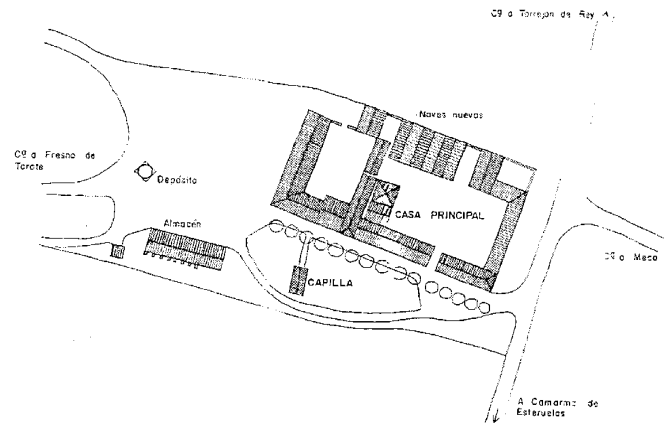 Cº a Torrejon de Rey
Naves nuevas
Cº a Fresno de
Torote
Depósito
CASA PRINCIPAL
Almacén
Cº a Meco
CAPILLA
A Camarma de
Esteruelas